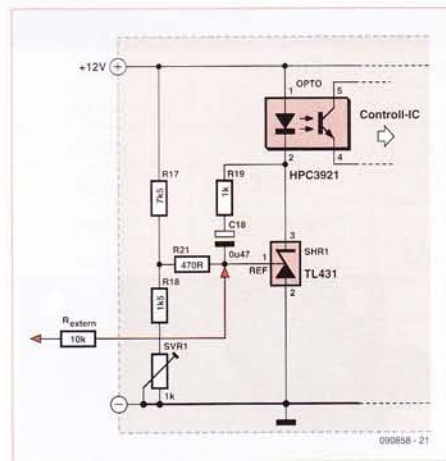 +12V
OPTO
1
5
Controll-IC
2
4
HPC3921
R17
7k5
R19
1k
C18
0u47
3
SHR1
1
REF
TL431
2
R21
470R
R18
1k5
Rextern
10k
SVR1
1k
090858 - 21